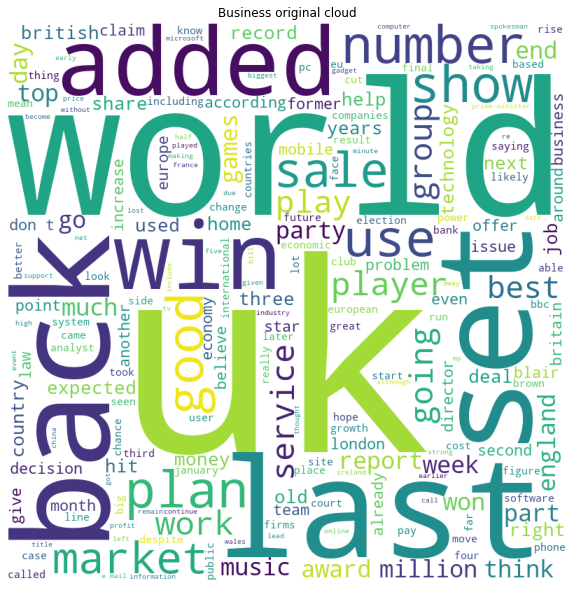 Business original cloud
british claim
added
record
pc
eu
know
microsoft
computer
spokesman
early
biggest
gadget
taking
rise
number
end
day
thing
top
share including according former
cut
final
based
show
mean
price
without
become
help
companies
prime minister
world
half
played
making
france
europe
games
years
mobile
result
face
minute
group
technology
re
saying
next
likely
business
around
increase
countries
due
sale
play
don t
go
used
home
lost
change
future
party
election
use
power
bank
offer
issue
job
able
better
net
support
look
back
win
five
bill
given
include
international
economic
lot
club
problem
european
away
player
even
best
bbc
britain
point
much
side
tv
three
industry
high
system
came
analyst
another
good
economy
believe
star
later
great
run
going
set
deal
blair
brown
mp
law
event
took
expected
seen
uk
really
service
start
although
director
england
country
china
chance
user
thought
hope
growth
london
cost
second
decision
hit
third
money
january
site
place
ireland
report
strong
week
figure
give
month
line
got
big
plan
last
old
team
court
already
earlier
call
won
far
part
software
right
profit
remain
continue
work
firms
lead
pay
online
move
four
phone
title
case
called
left
despite
market
e mail
information
public
wales
music
award
million
think